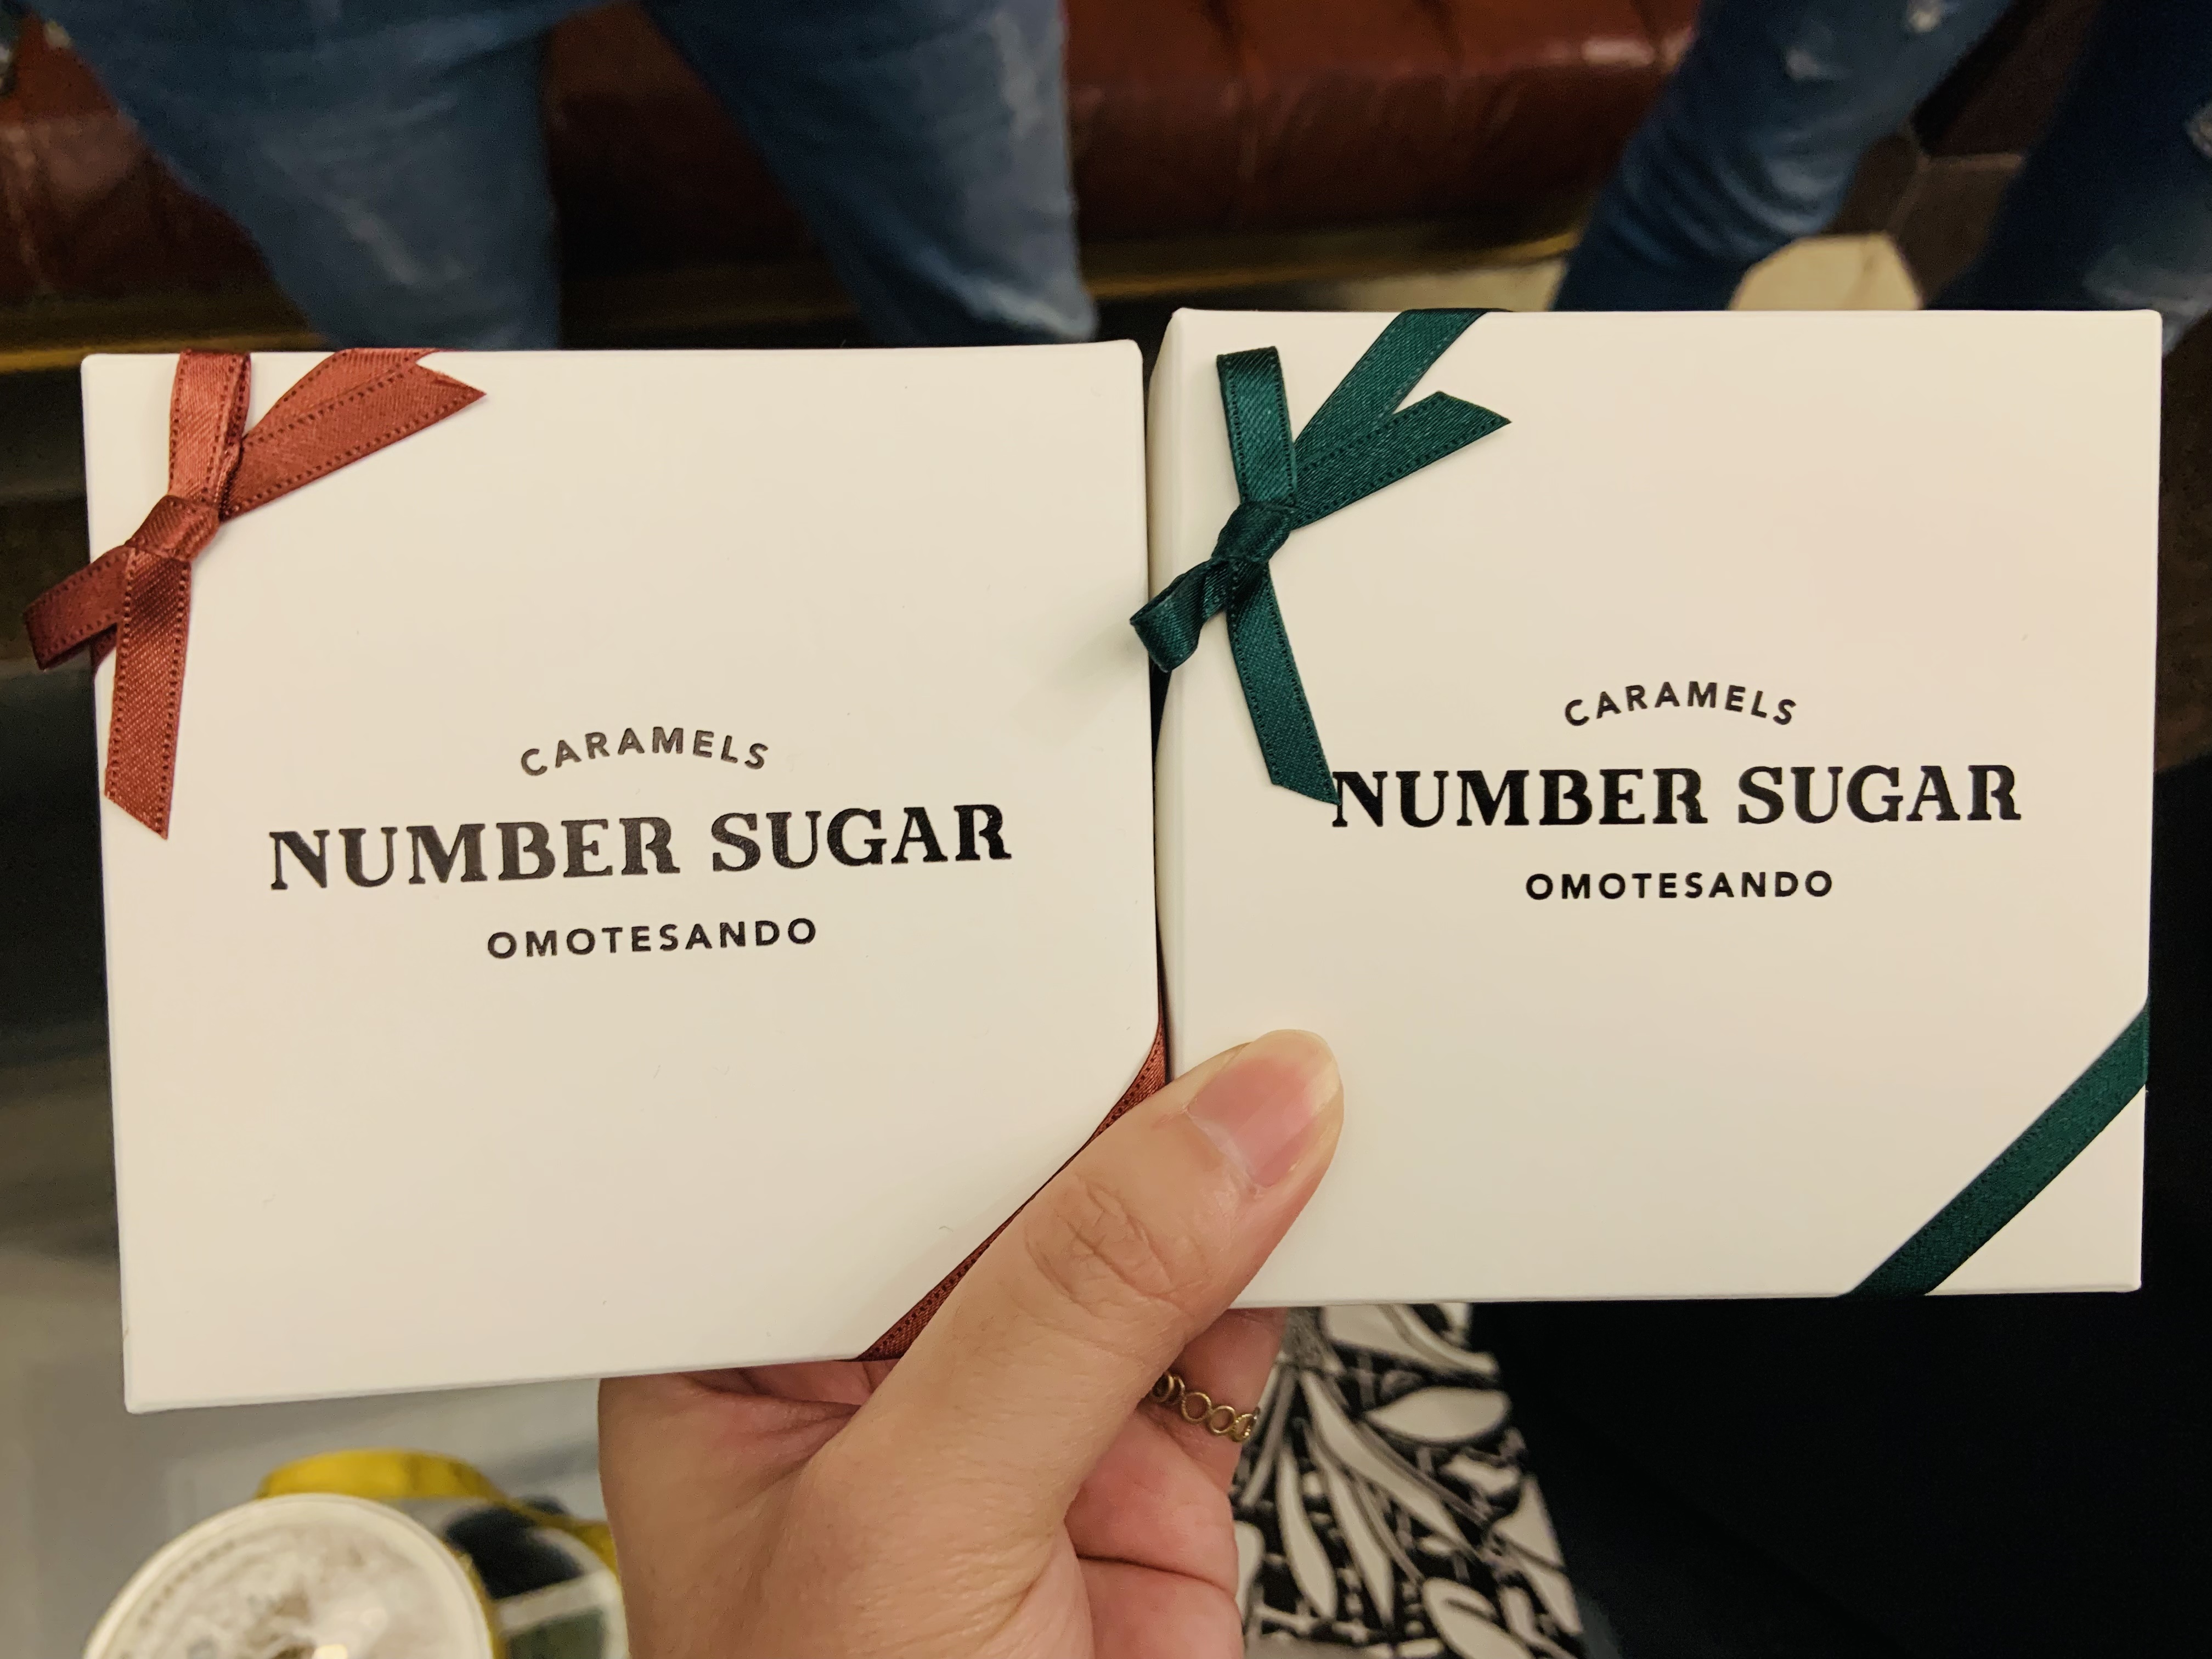 CARAMELS
NUMBER SUGAR
OMOTESANDO
CARAMELS
NUMBER SUGAR
OMOTESANDO